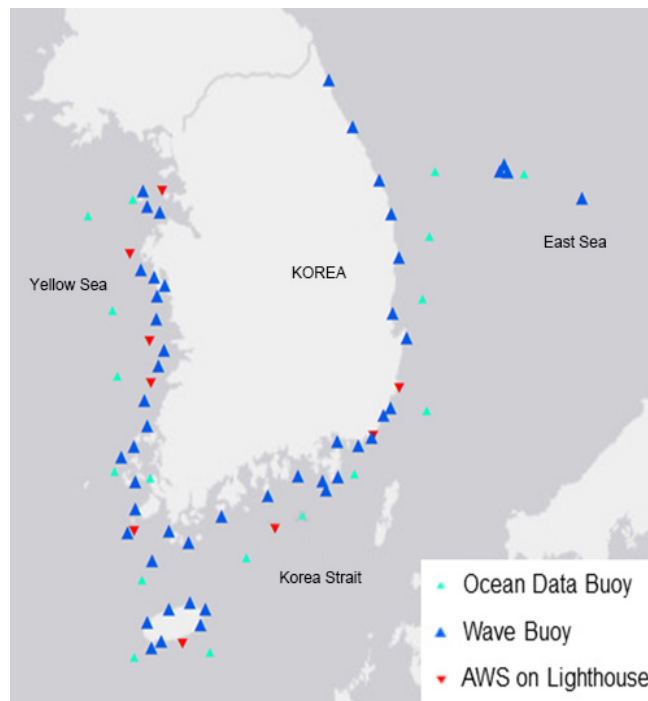 East Sea
KOREA
Yellow Sea
Korea Strait
Ocean Data Buoy
Wave Buoy
AWS on Lighthouse